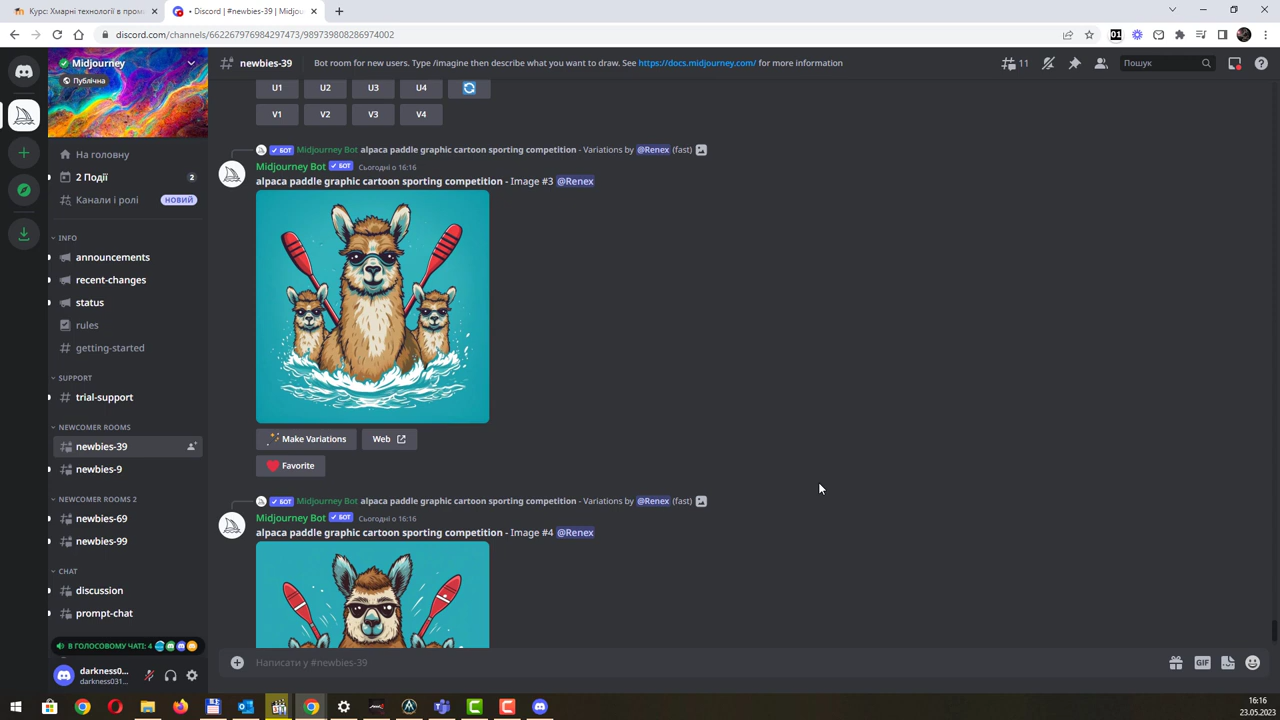 Курс: Хмарні технології в пром
• Discord | #newbies-39 | Midjou
discord.com/channels/662267976984297473/989739808286974002
Midjourney
Публічна
newbies-39
Bot room for new users. Type /imagine then describe what you want to draw. See https://docs.midjourney.com/ for more information
11
Пошук
U1 U2 U3 U4
V1 V2 V3 V4
На головну
2 Події 2
Канали і ролі НОВИЙ
INFO
announcements
recent-changes
status
rules
getting-started
SUPPORT
trial-support
NEWCOMER ROOMS
newbies-39
newbies-9
NEWCOMER ROOMS 2
newbies-69
newbies-99
CHAT
discussion
prompt-chat
В ГОЛОСОВОМУ ЧАТІ: 4
darkness0...
darkness031...
БОТ Midjourney Bot alpaca paddle graphic cartoon sporting competition - Variations by @Renex (fast)
Midjourney Bot БОТ Сьогодні о 16:16
alpaca paddle graphic cartoon sporting competition - Image #3 @Renex
Make Variations Web
Favorite
БОТ Midjourney Bot alpaca paddle graphic cartoon sporting competition - Variations by @Renex (fast)
Midjourney Bot БОТ Сьогодні о 16:16
alpaca paddle graphic cartoon sporting competition - Image #4 @Renex
Написати у #newbies-39
GIF
16:16
23.05.2023